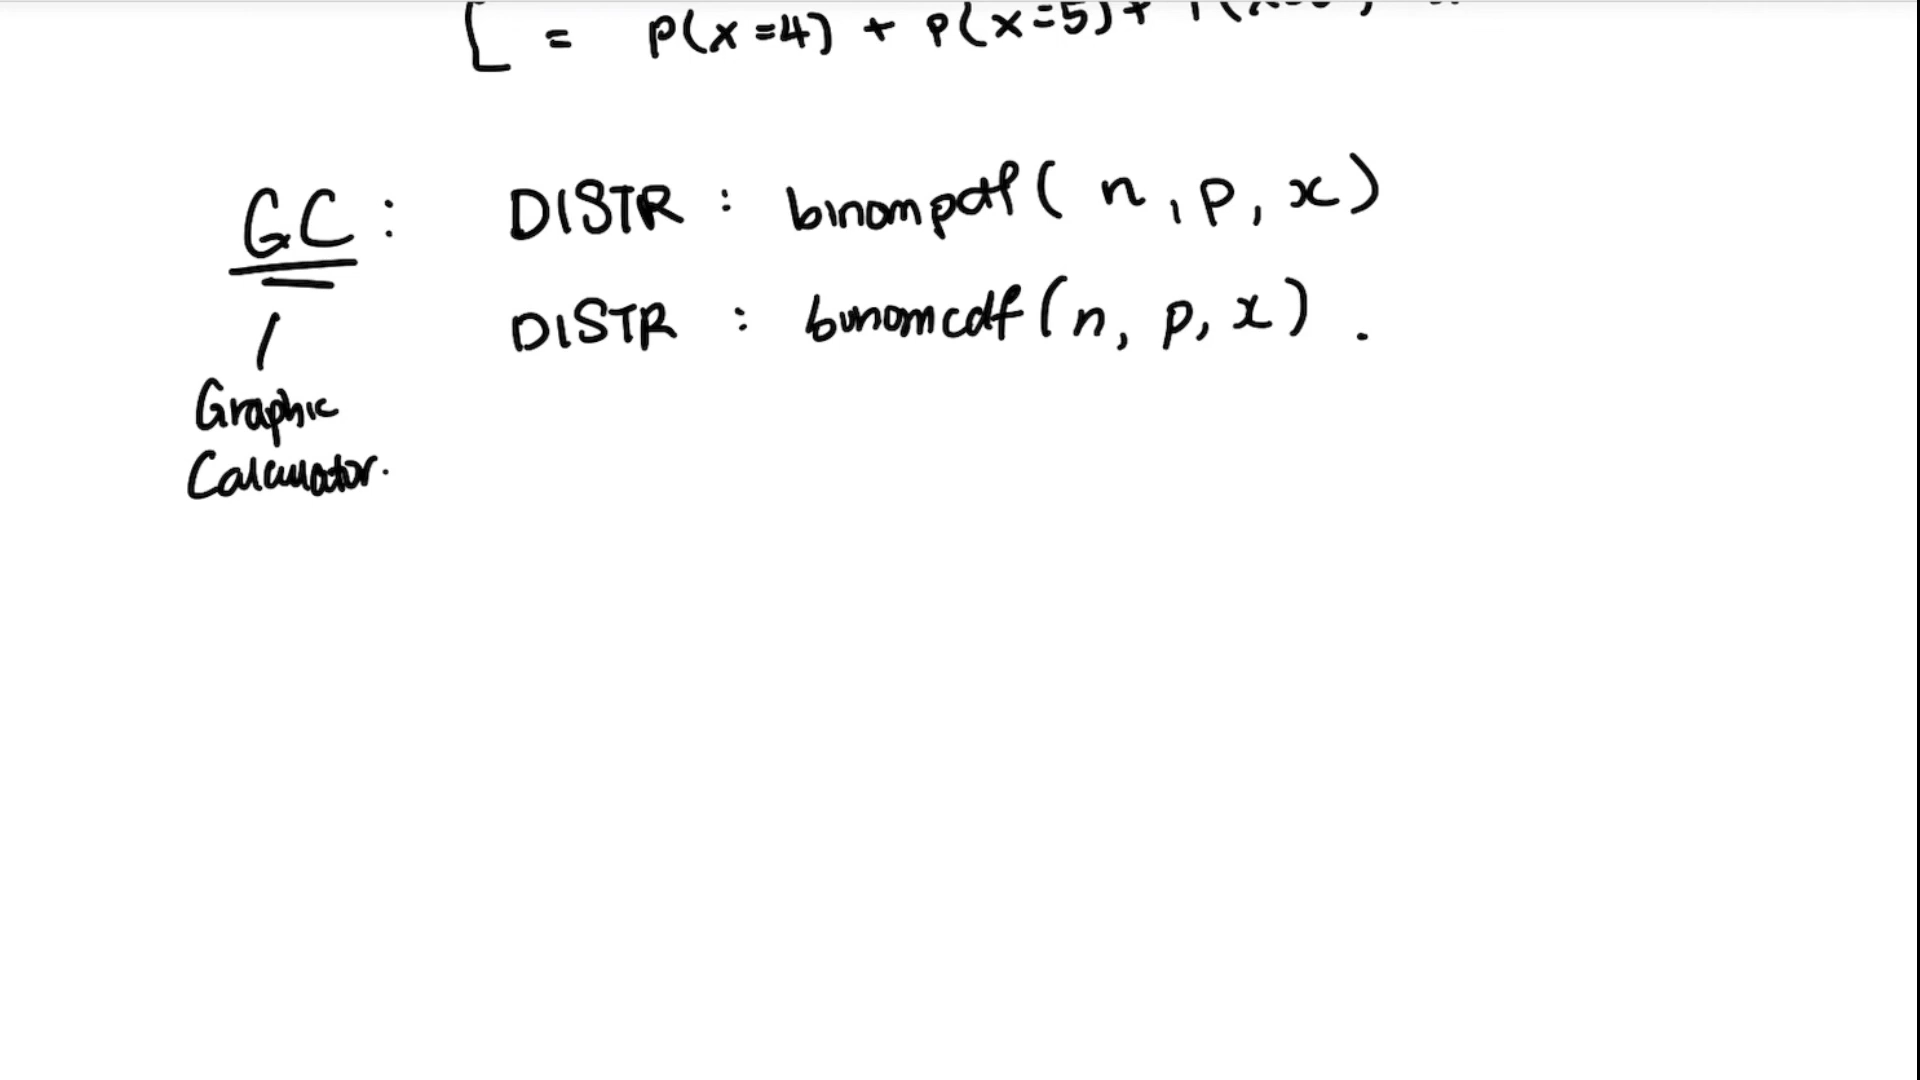 [ = P(x=4) + P(x=5) +
GC : DISTR : binompdf( n, p, x)
DISTR : binomcdf(n, p, x).
Graphic
Calculator.